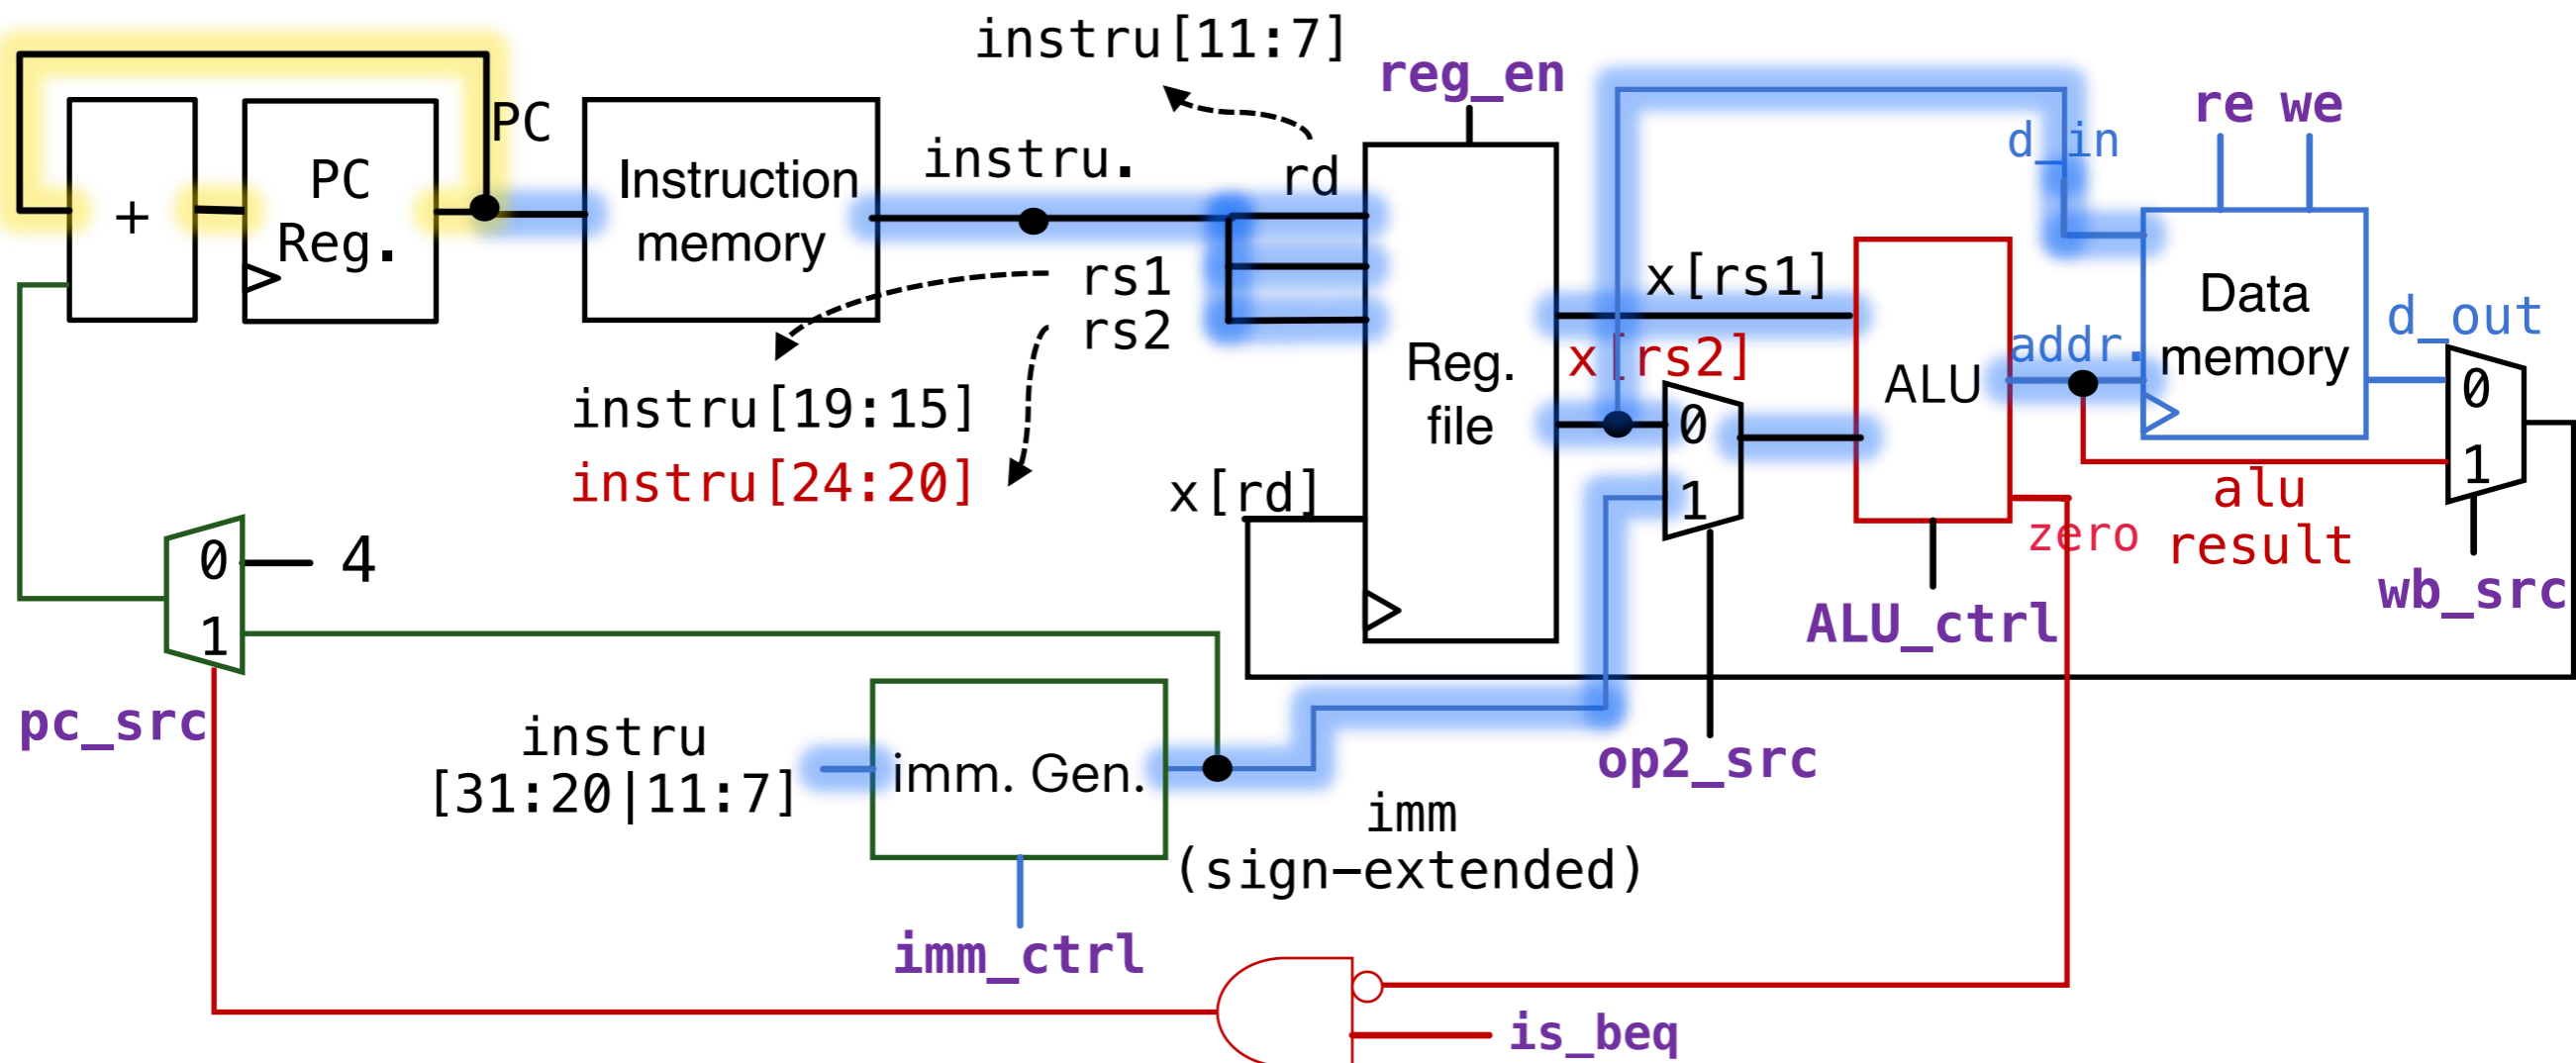 instru[11:7]
reg_en
re we
PC
d_in
instru.
rd
PC
Reg.
Instruction
memory
+
rs1
rs2
x[rs1]
Data
memory
d_out
x[rs2]
addr.
Reg.
file
ALU
0
1
0
1
instru[19:15]
instru[24:20]
x[rd]
alu
result
zero
wb_src
0
4
1
ALU_ctrl
pc_src
instru
[31:20|11:7]
imm. Gen.
op2_src
imm
(sign-extended)
imm_ctrl
is_beq